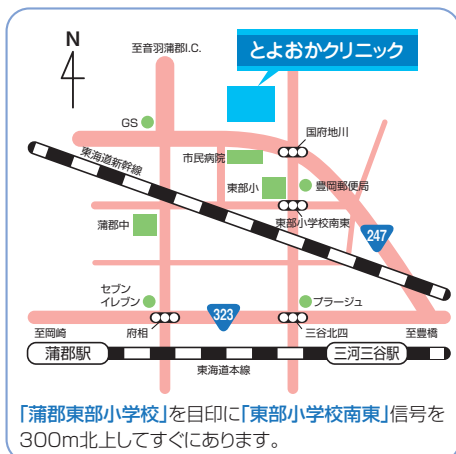 N
至音羽蒲郡I.C.
とよおかクリニック
GS
国府地川
東海道新幹線
市民病院
東部小
豊岡郵便局
蒲郡中
東部小学校南東
247
セブン
イレブン
323
プラージュ
至岡崎
府相
三谷北四
至豊橋
蒲郡駅
三河三谷駅
東海道本線
「蒲郡東部小学校」を目印に「東部小学校南東」信号を
300m北上してすぐにあります。